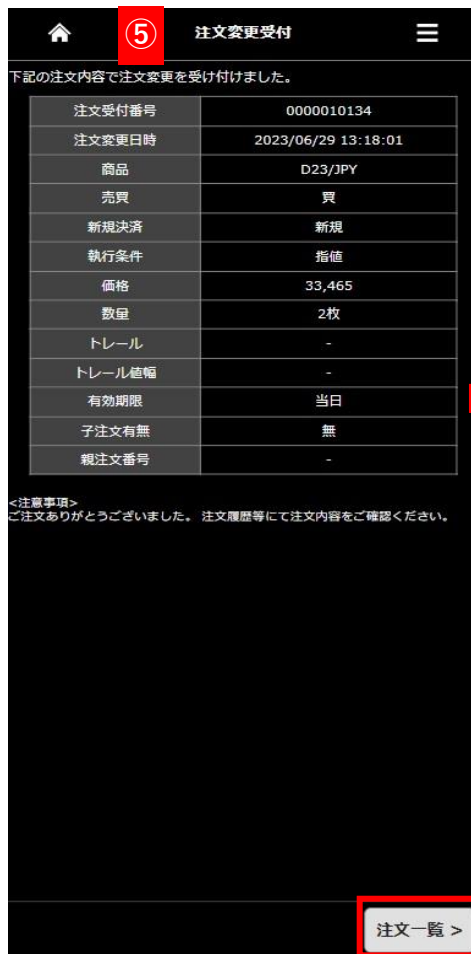 ⑤ 注文変更受付
下記の注文内容で注文変更を受け付けました。
注文受付番号 0000010134
注文変更日時 2023/06/29 13:18:01
商品 D23/JPY
売買 買
新規決済 新規
執行条件 指値
価格 33,465
数量 2枚
トレール -
トレール値幅 -
有効期限 当日
子注文有無 無
親注文番号 -
<注意事項>
ご注文ありがとうございました。 注文履歴等にて注文内容をご確認ください。
注文一覧 >